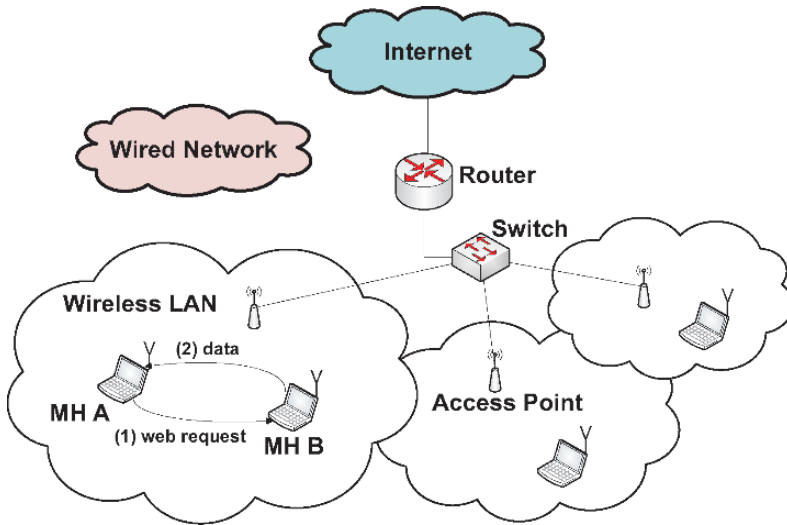 Internet
Wired Network
Router
Switch
Wireless LAN
(2) data
MH A
Access Point
(1) web request
MH B